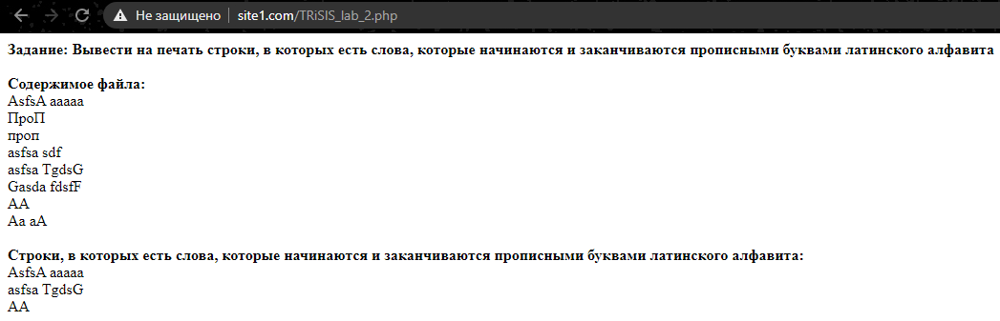 Не защищено site1.com/TRiSIS_lab_2.php
Задание: Вывести на печать строки, в которых есть слова, которые начинаются и заканчиваются прописными буквами латинского алфавита
Содержимое файла:
AsfsA aaaaa
ПроП
проп
asfsa sdf
asfsa TgdsG
Gasda fdsfF
AA
Aa aA
Строки, в которых есть слова, которые начинаются и заканчиваются прописными буквами латинского алфавита:
AsfsA aaaaa
asfsa TgdsG
AA